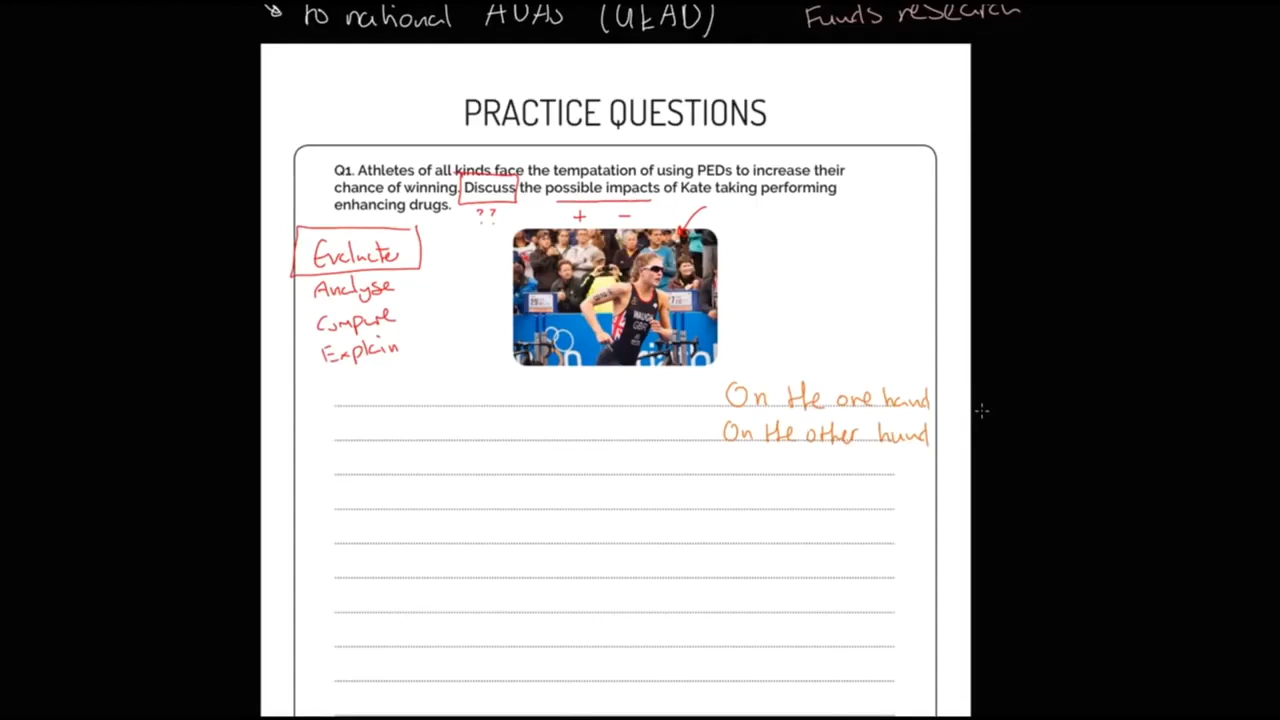 to national ADAs (UKAD)
Funds research
PRACTICE QUESTIONS
Q1. Athletes of all kinds face the tempatation of using PEDs to increase their
chance of winning. Discuss the possible impacts of Kate taking performing
enhancing drugs.
??
+ −
Evaluate
Analyse
Compare
Explain
WAUGH
GBR
On the one hand
On the other hand